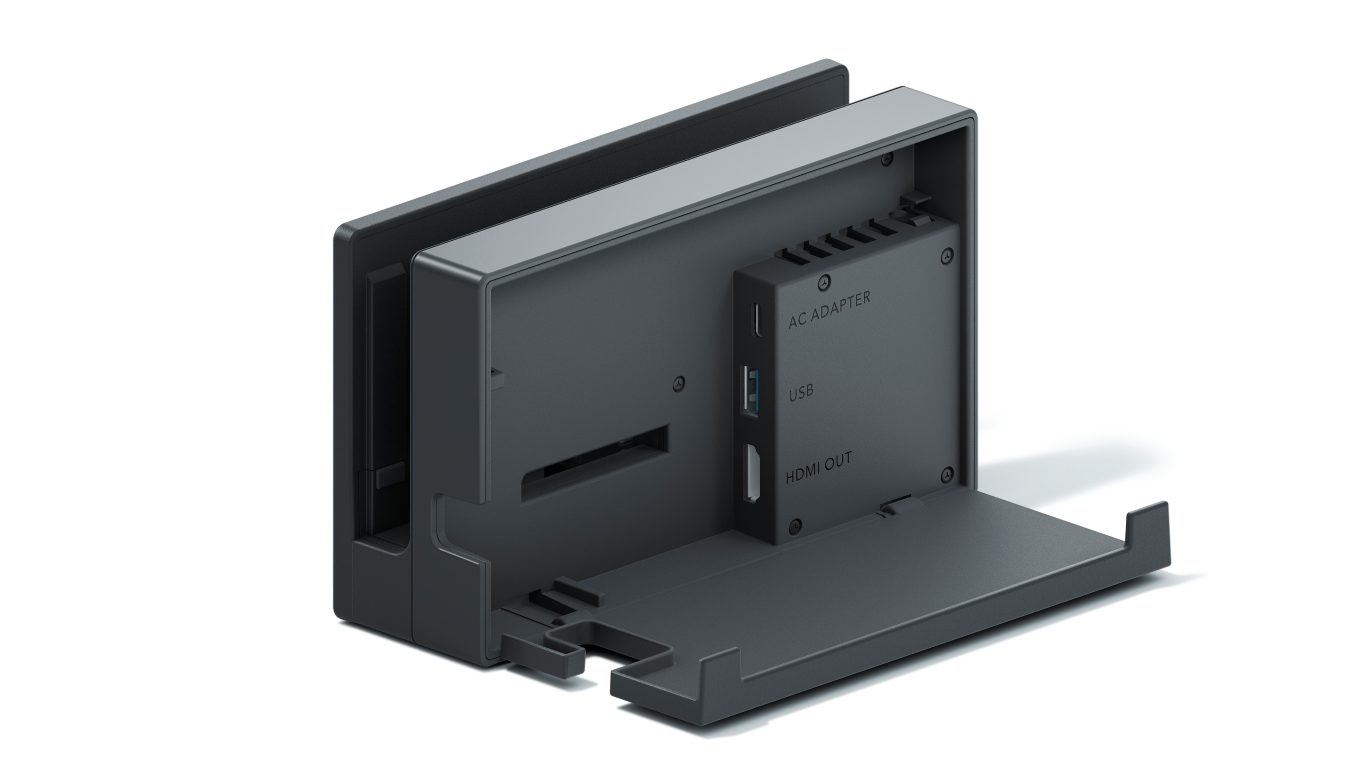 AC ADAPTER
USB
HDMI OUT